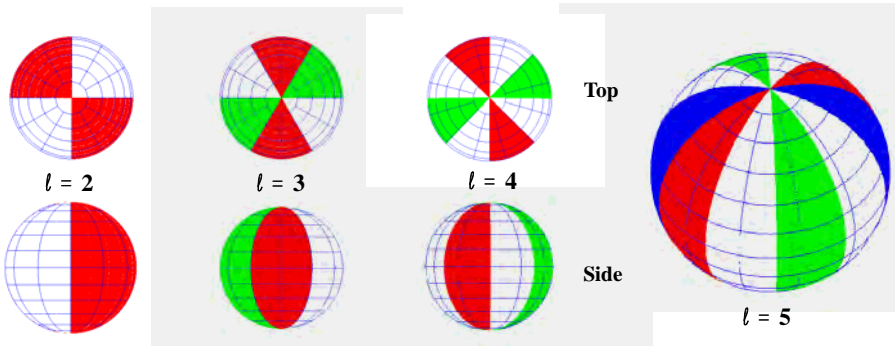 Top
ℓ = 2
ℓ = 3
ℓ = 4
Side
ℓ = 5